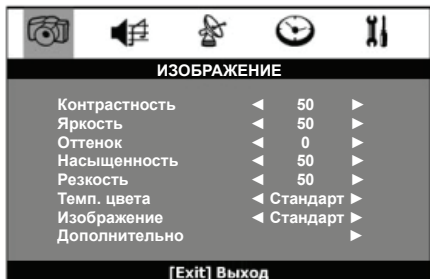 ИЗОБРАЖЕНИЕ
Контрастность ◄ 50 ►
Яркость ◄ 50 ►
Оттенок ◄ 0 ►
Насыщенность ◄ 50 ►
Резкость ◄ 50 ►
Темп. цвета ◄ Стандарт ►
Изображение ◄ Стандарт ►
Дополнительно ►
[Exit] Выход